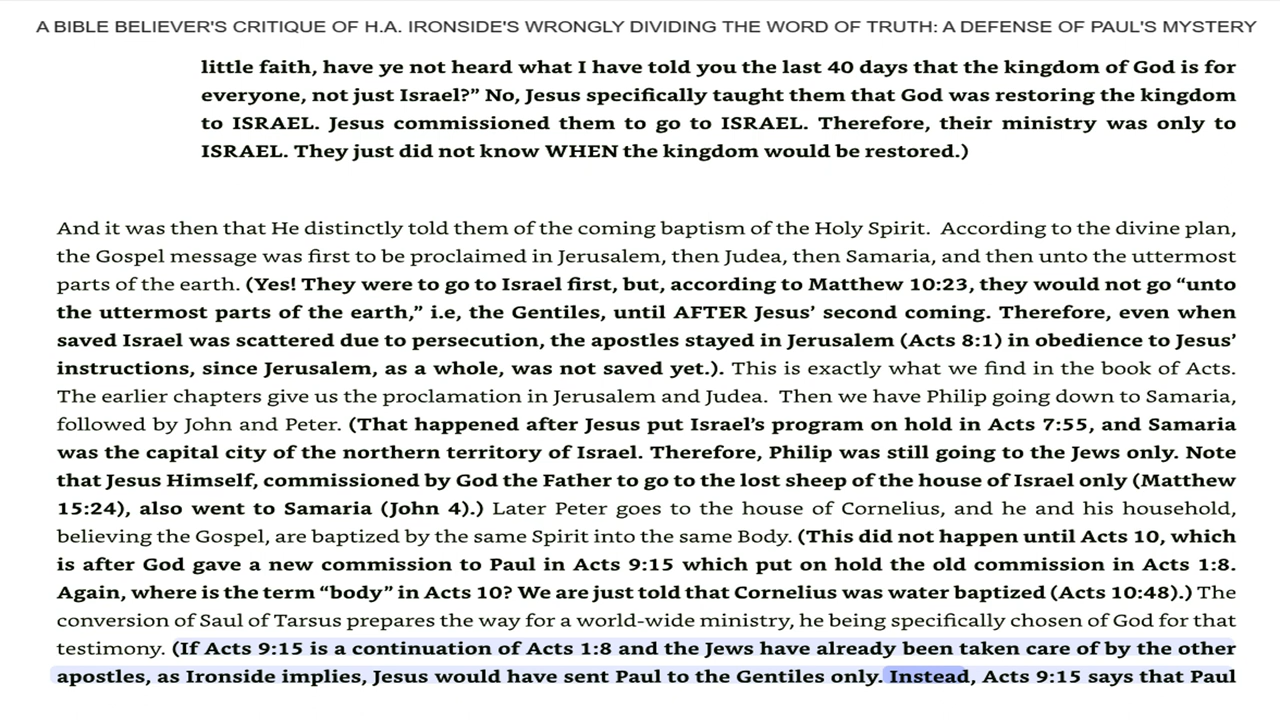 A BIBLE BELIEVER'S CRITIQUE OF H.A. IRONSIDE'S WRONGLY DIVIDING THE WORD OF TRUTH: A DEFENSE OF PAUL'S MYSTERY
little faith, have ye not heard what I have told you the last 40 days that the kingdom of God is for
everyone, not just Israel?” No, Jesus specifically taught them that God was restoring the kingdom
to ISRAEL. Jesus commissioned them to go to ISRAEL. Therefore, their ministry was only to
ISRAEL. They just did not know WHEN the kingdom would be restored.)
And it was then that He distinctly told them of the coming baptism of the Holy Spirit.  According to the divine plan,
the Gospel message was first to be proclaimed in Jerusalem, then Judea, then Samaria, and then unto the uttermost
parts of the earth. (Yes! They were to go to Israel first, but, according to Matthew 10:23, they would not go “unto
the uttermost parts of the earth,” i.e, the Gentiles, until AFTER Jesus’ second coming. Therefore, even when
saved Israel was scattered due to persecution, the apostles stayed in Jerusalem (Acts 8:1) in obedience to Jesus’
instructions, since Jerusalem, as a whole, was not saved yet.). This is exactly what we find in the book of Acts.
The earlier chapters give us the proclamation in Jerusalem and Judea.  Then we have Philip going down to Samaria,
followed by John and Peter. (That happened after Jesus put Israel’s program on hold in Acts 7:55, and Samaria
was the capital city of the northern territory of Israel. Therefore, Philip was still going to the Jews only. Note
that Jesus Himself, commissioned by God the Father to go to the lost sheep of the house of Israel only (Matthew
15:24), also went to Samaria (John 4).) Later Peter goes to the house of Cornelius, and he and his household,
believing the Gospel, are baptized by the same Spirit into the same Body. (This did not happen until Acts 10, which
is after God gave a new commission to Paul in Acts 9:15 which put on hold the old commission in Acts 1:8.
Again, where is the term “body” in Acts 10? We are just told that Cornelius was water baptized (Acts 10:48).) The
conversion of Saul of Tarsus prepares the way for a world-wide ministry, he being specifically chosen of God for that
testimony. (If Acts 9:15 is a continuation of Acts 1:8 and the Jews have already been taken care of by the other
apostles, as Ironside implies, Jesus would have sent Paul to the Gentiles only. Instead, Acts 9:15 says that Paul